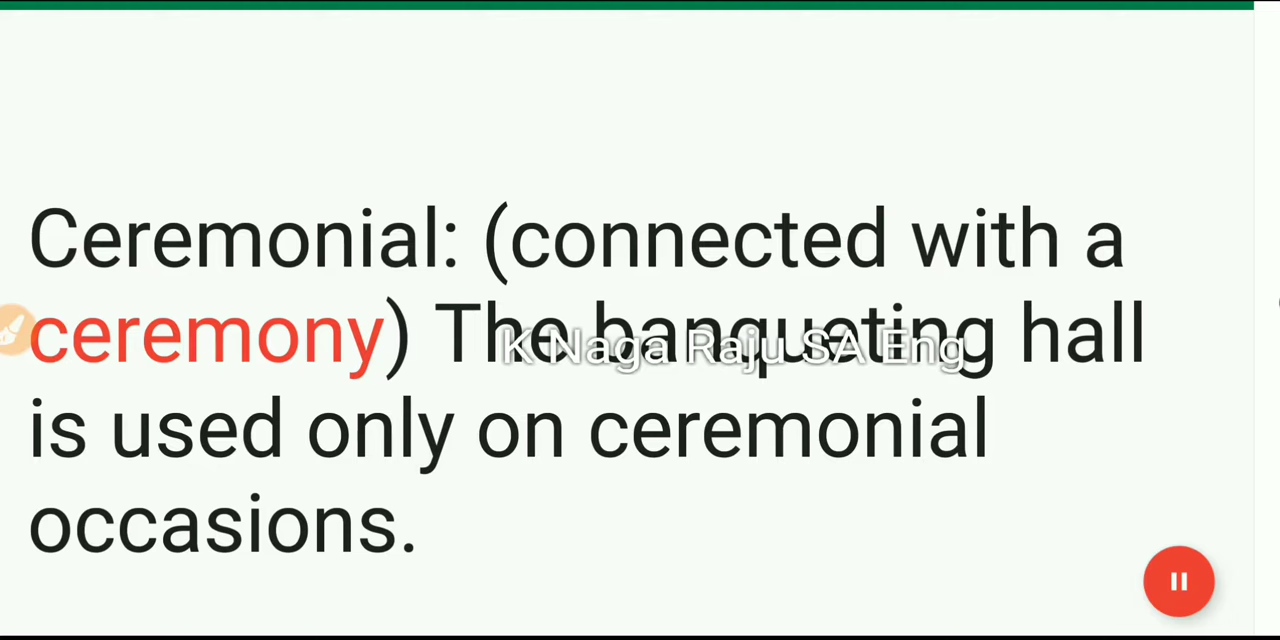 Ceremonial: (connected with a
ceremony) The banqueting hall
K Naga Raju SA Eng
is used only on ceremonial
occasions.